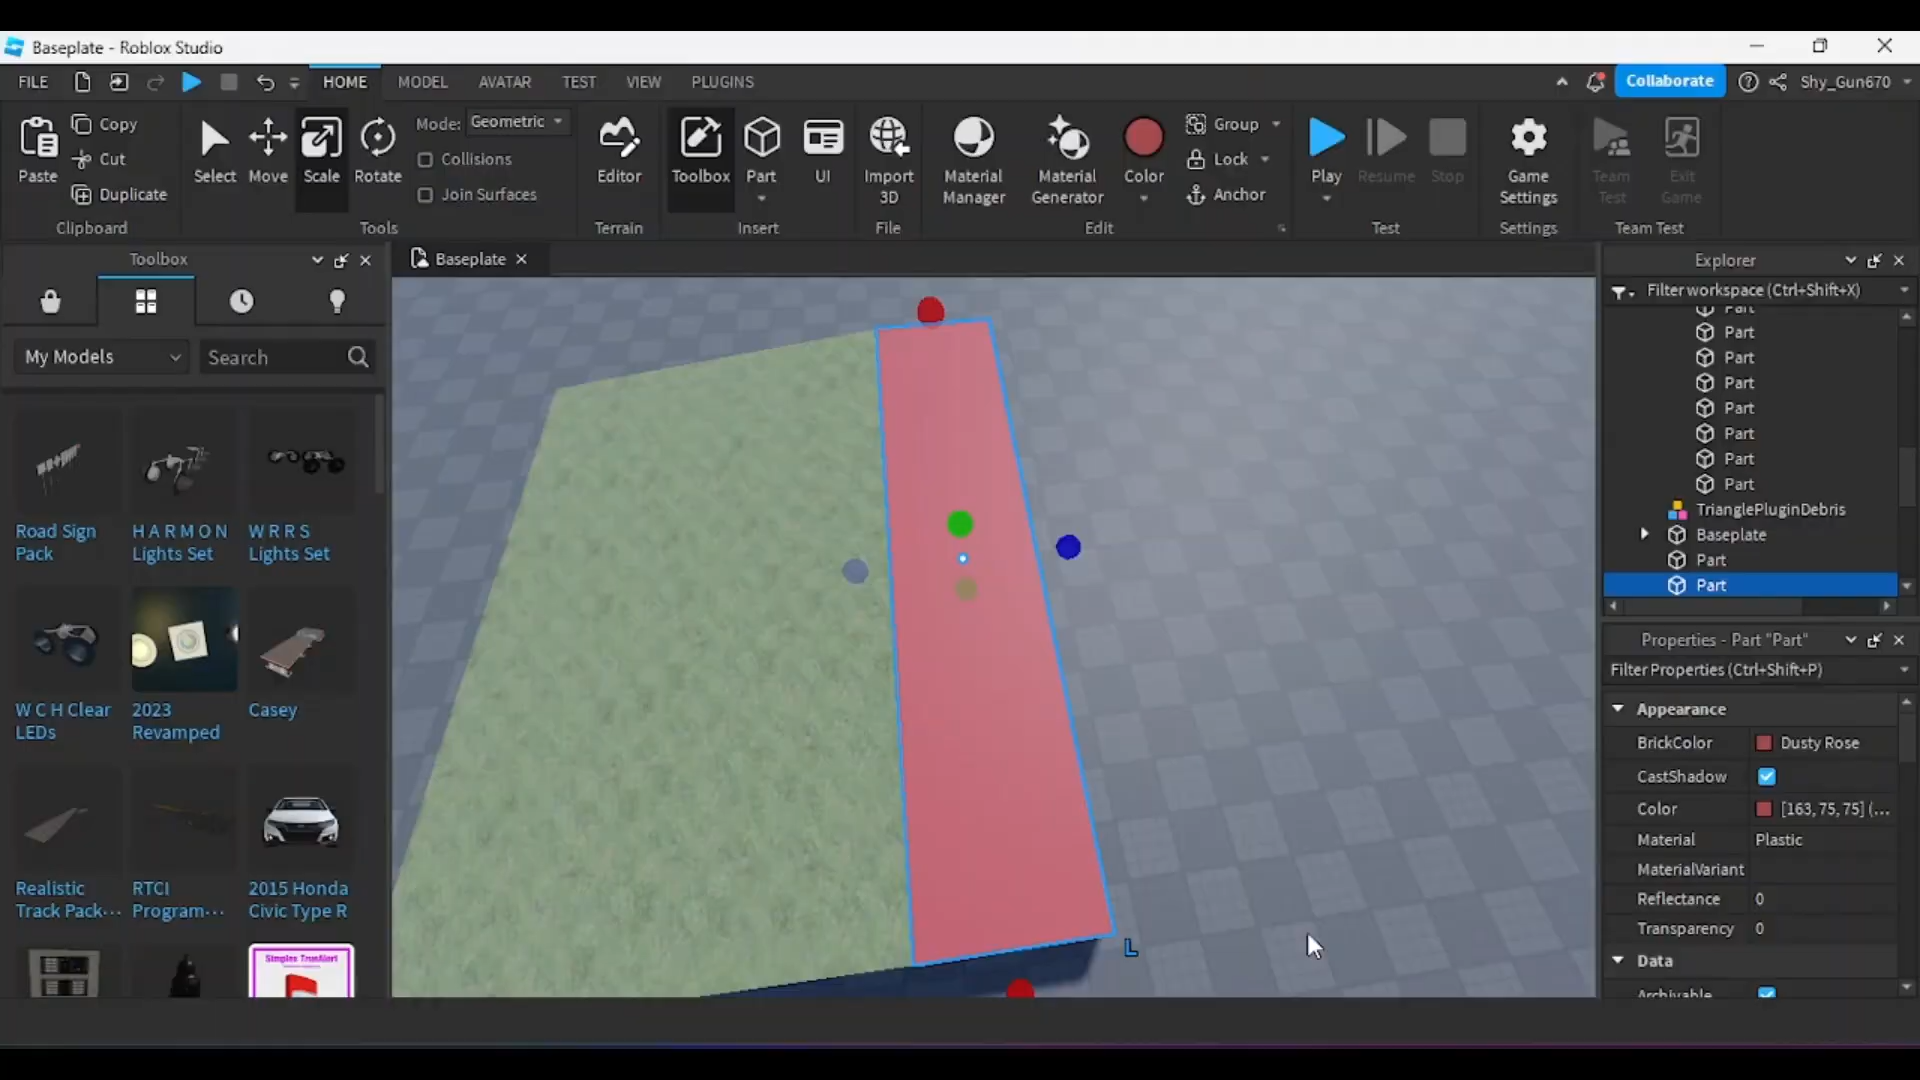 Baseplate - Roblox Studio
FILE
HOME
MODEL
AVATAR
TEST
VIEW
PLUGINS
Collaborate
Shy_Gun670
Paste
Copy
Cut
Duplicate
Clipboard
Select
Move
Scale
Rotate
Mode: Geometric
Collisions
Join Surfaces
Tools
Editor
Terrain
Toolbox
Part
UI
Insert
Import
3D
File
Material
Manager
Material
Generator
Color
Group
Lock
Anchor
Edit
Play
Resume
Stop
Test
Game
Settings
Settings
Team
Test
Exit
Game
Team Test
Toolbox
My Models
Search
Road Sign
Pack
H A R M O N
Lights Set
W R R S
Lights Set
W C H Clear
LEDs
2023
Revamped
Casey
Realistic
Track Pack...
RTCI
Program...
2015 Honda
Civic Type R
Simplex TrueAlert
Baseplate
L
Explorer
Filter workspace (Ctrl+Shift+X)
Part
Part
Part
Part
Part
Part
Part
Part
TrianglePluginDebris
Baseplate
Part
Part
Properties - Part "Part"
Filter Properties (Ctrl+Shift+P)
Appearance
BrickColor Dusty Rose
CastShadow
Color [163, 75, 75] (...
Material Plastic
MaterialVariant
Reflectance 0
Transparency 0
Data
Archivable